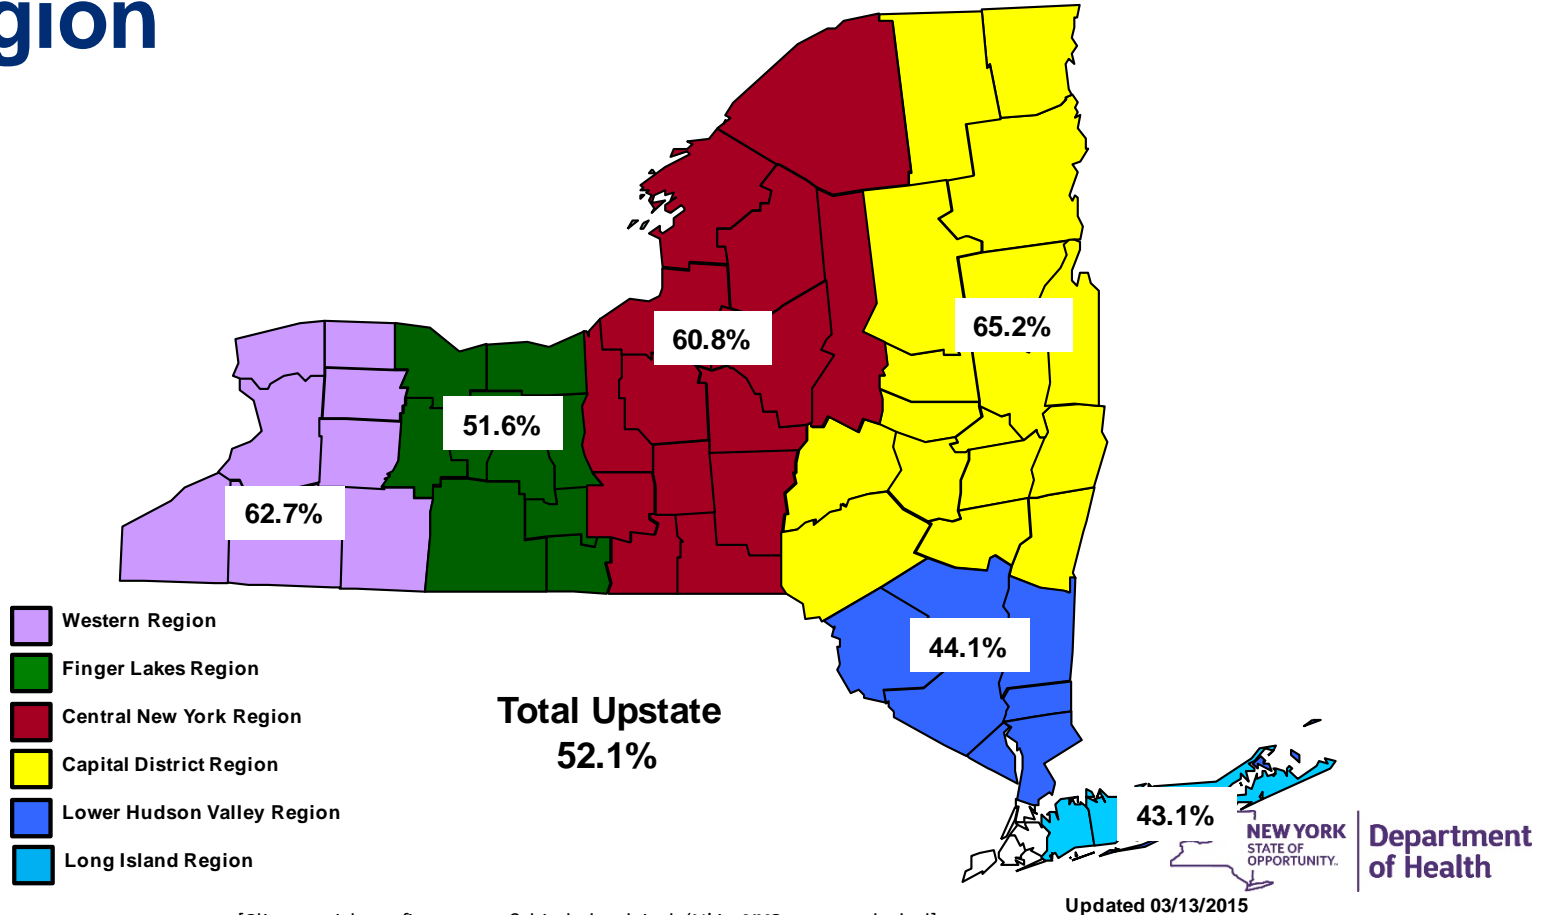 gion
65.2%
60.8%
51.6%
62.7%
44.1%
43.1%
Western Region
Finger Lakes Region
Central New York Region
Capital District Region
Lower Hudson Valley Region
Long Island Region
Total Upstate
52.1%
NEW YORK
STATE OF
OPPORTUNITY.
Department
of Health
Updated 03/13/2015